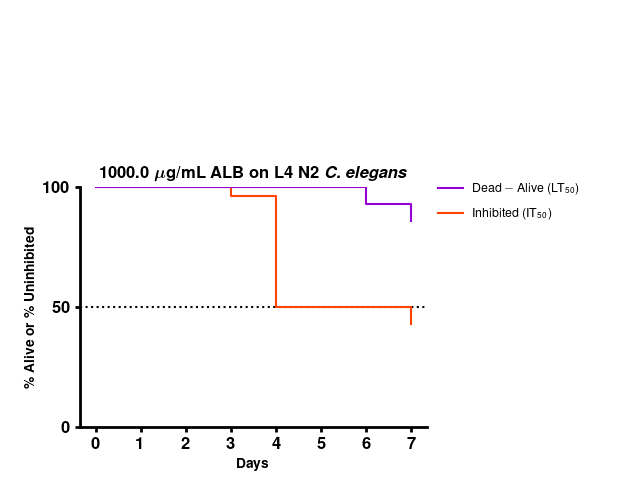 1000.0 μg/mL ALB on L4 N2 C. elegans
Dead − Alive (LT₅₀)
Inhibited (IT₅₀)
% Alive or % Uninhibited
100
50
0
0 1 2 3 4 5 6 7
Days